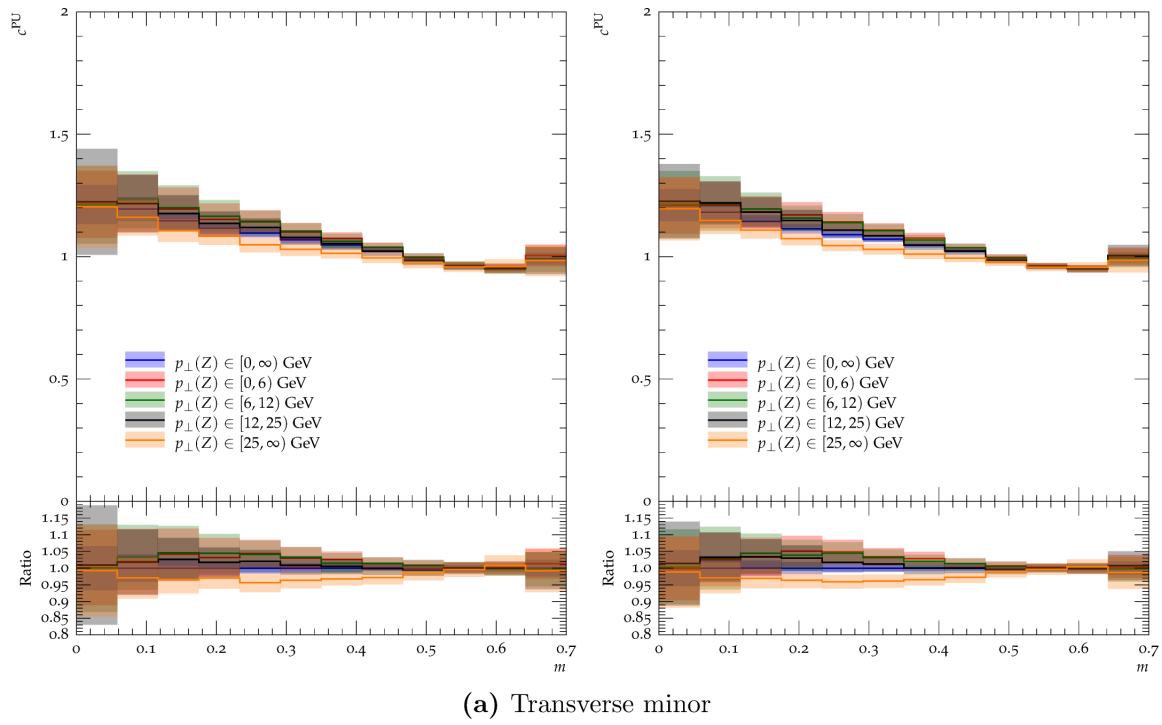 c^PU
2
1.5
1
0.5
0
p⊥(Z) ∈ [0, ∞) GeV
p⊥(Z) ∈ [0, 6) GeV
p⊥(Z) ∈ [6, 12) GeV
p⊥(Z) ∈ [12, 25) GeV
p⊥(Z) ∈ [25, ∞) GeV
Ratio
1.15
1.1
1.05
1.0
0.95
0.9
0.85
0.8
0 0.1 0.2 0.3 0.4 0.5 0.6 0.7
m
c^PU
2
1.5
1
0.5
0
p⊥(Z) ∈ [0, ∞) GeV
p⊥(Z) ∈ [0, 6) GeV
p⊥(Z) ∈ [6, 12) GeV
p⊥(Z) ∈ [12, 25) GeV
p⊥(Z) ∈ [25, ∞) GeV
Ratio
1.15
1.1
1.05
1.0
0.95
0.9
0.85
0.8
0 0.1 0.2 0.3 0.4 0.5 0.6 0.7
m
(a) Transverse minor